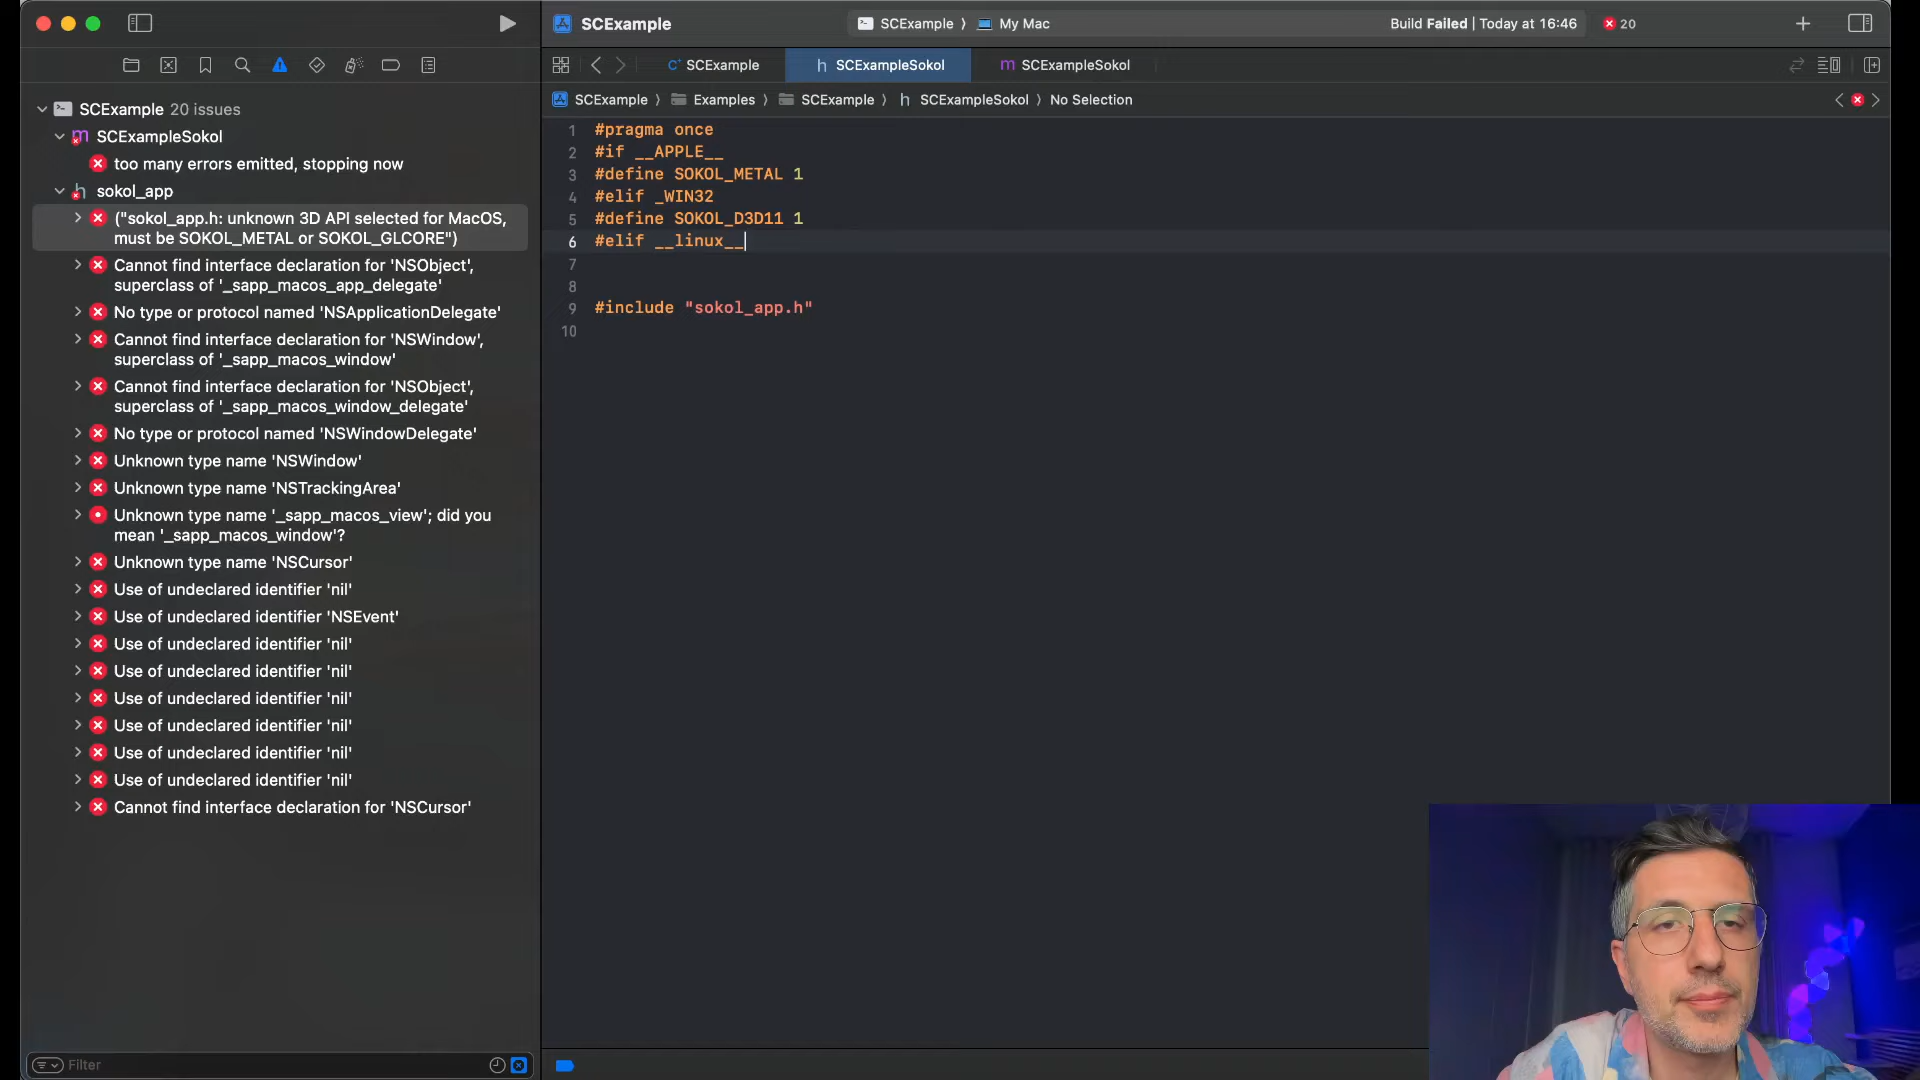 SCExample
SCExample
My Mac
Build Failed | Today at 16:46
20
SCExample
SCExampleSokol
SCExampleSokol
SCExample
Examples
SCExample
SCExampleSokol
No Selection
SCExample 20 issues
SCExampleSokol
too many errors emitted, stopping now
sokol_app
("sokol_app.h: unknown 3D API selected for MacOS,
must be SOKOL_METAL or SOKOL_GLCORE")
Cannot find interface declaration for 'NSObject',
superclass of '_sapp_macos_app_delegate'
No type or protocol named 'NSApplicationDelegate'
Cannot find interface declaration for 'NSWindow',
superclass of '_sapp_macos_window'
Cannot find interface declaration for 'NSObject',
superclass of '_sapp_macos_window_delegate'
No type or protocol named 'NSWindowDelegate'
Unknown type name 'NSWindow'
Unknown type name 'NSTrackingArea'
Unknown type name '_sapp_macos_view'; did you
mean '_sapp_macos_window'?
Unknown type name 'NSCursor'
Use of undeclared identifier 'nil'
Use of undeclared identifier 'NSEvent'
Use of undeclared identifier 'nil'
Use of undeclared identifier 'nil'
Use of undeclared identifier 'nil'
Use of undeclared identifier 'nil'
Use of undeclared identifier 'nil'
Use of undeclared identifier 'nil'
Cannot find interface declaration for 'NSCursor'
Filter
1 #pragma once
2 #if __APPLE__
3 #define SOKOL_METAL 1
4 #elif _WIN32
5 #define SOKOL_D3D11 1
6 #elif __linux__
7
8
9 #include "sokol_app.h"
10